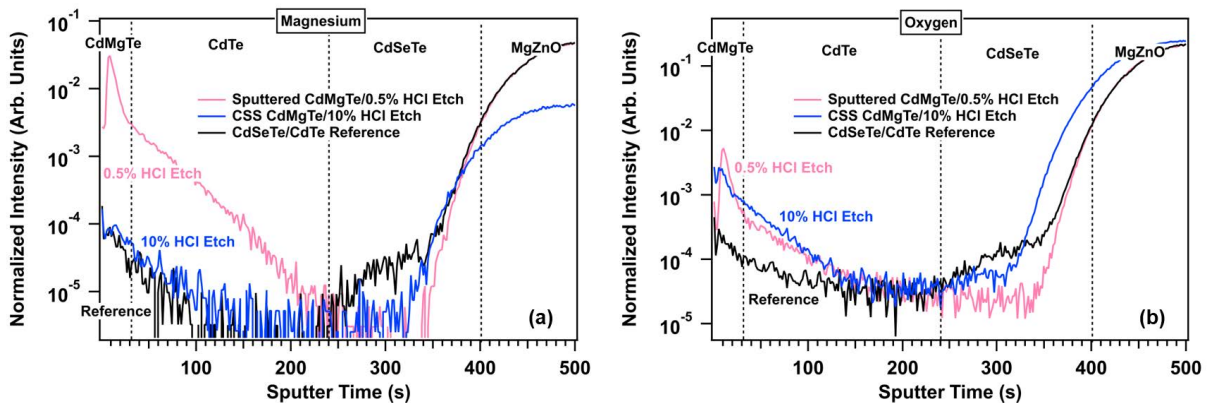 Magnesium
CdMgTe
CdTe
CdSeTe
MgZnO
Sputtered CdMgTe/0.5% HCl Etch
CSS CdMgTe/10% HCl Etch
CdSeTe/CdTe Reference
0.5% HCl Etch
10% HCl Etch
Reference
(a)
Normalized Intensity (Arb. Units)
10-1
10-2
10-3
10-4
10-5
100
200
300
400
500
Sputter Time (s)
Oxygen
CdMgTe
CdTe
CdSeTe
MgZnO
Sputtered CdMgTe/0.5% HCl Etch
CSS CdMgTe/10% HCl Etch
CdSeTe/CdTe Reference
0.5% HCl Etch
10% HCl Etch
Reference
(b)
Normalized Intensity (Arb. Units)
10-1
10-2
10-3
10-4
10-5
100
200
300
400
500
Sputter Time (s)